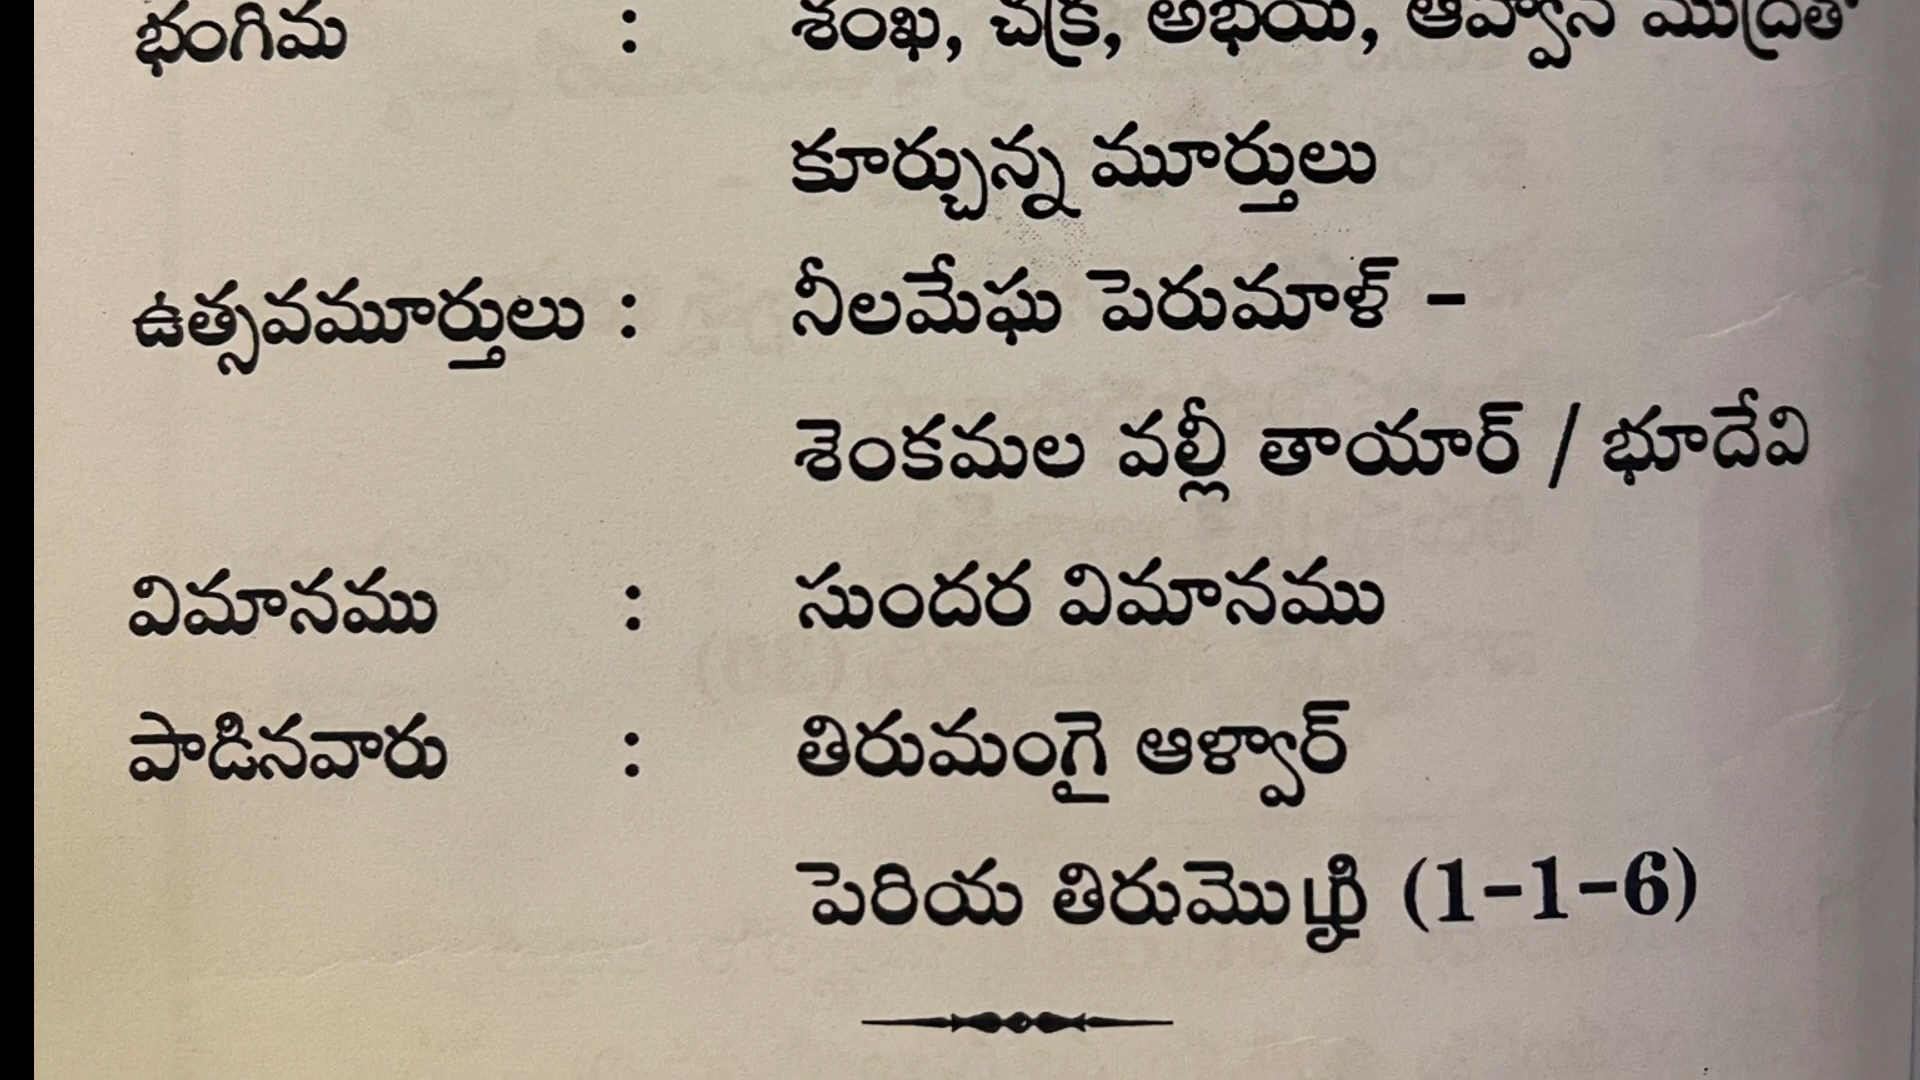 భంగిమ : శంఖ, చక్ర, అభయ, ఆహ్వాన ముద్రతో
కూర్చున్న మూర్తులు
ఉత్సవమూర్తులు : నీలమేఘ పెరుమాళ్ –
శెంకమల వల్లీ తాయార్ / భూదేవి
విమానము : సుందర విమానము
పాడినవారు : తిరుమంగై ఆళ్వార్
పెరియ తిరుమొழி (1-1-6)